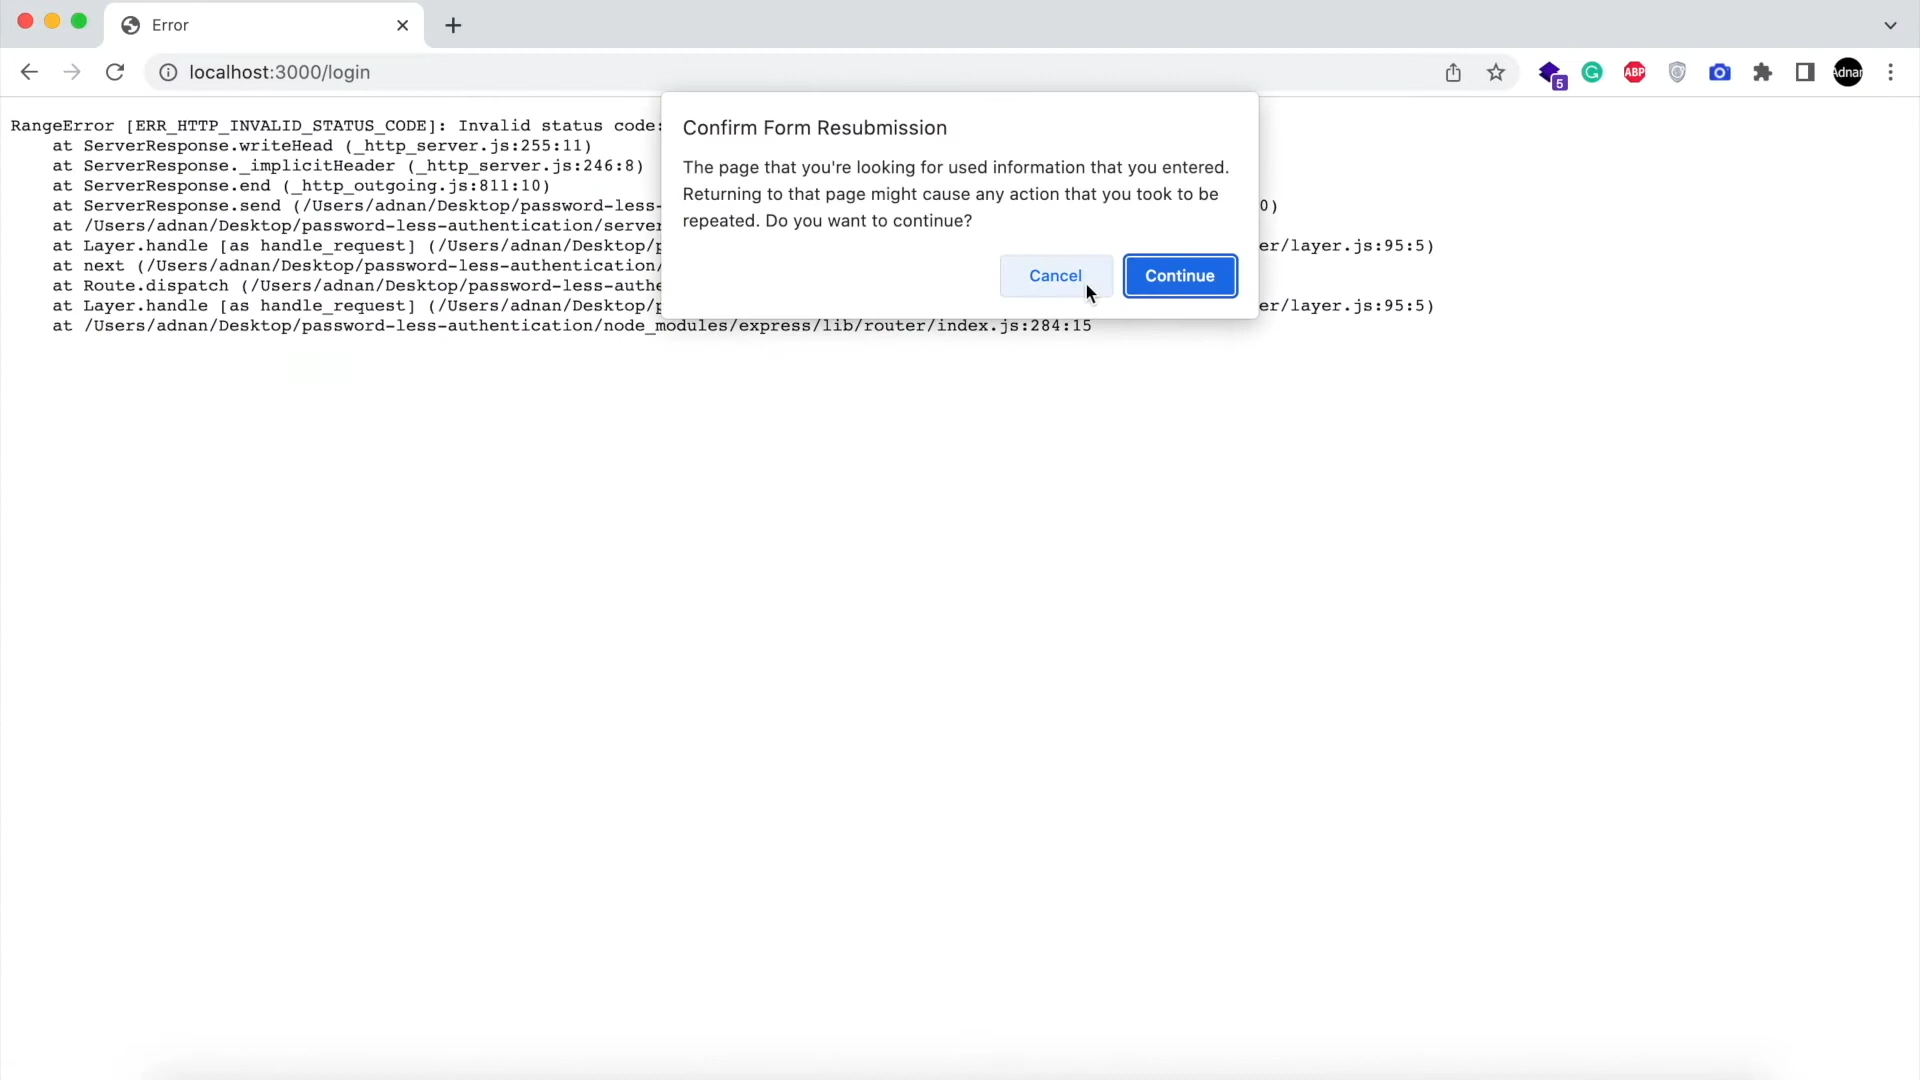 Error
localhost:3000/login
5
ABP
Adnan
RangeError [ERR_HTTP_INVALID_STATUS_CODE]: Invalid status code:
at ServerResponse.writeHead (_http_server.js:255:11)
at ServerResponse._implicitHeader (_http_server.js:246:8)
at ServerResponse.end (_http_outgoing.js:811:10)
at ServerResponse.send (/Users/adnan/Desktop/password-less- 0)
at /Users/adnan/Desktop/password-less-authentication/server
at Layer.handle [as handle_request] (/Users/adnan/Desktop/p er/layer.js:95:5)
at next (/Users/adnan/Desktop/password-less-authentication/
at Route.dispatch (/Users/adnan/Desktop/password-less-authe
at Layer.handle [as handle_request] (/Users/adnan/Desktop/p er/layer.js:95:5)
at /Users/adnan/Desktop/password-less-authentication/node_modules/express/lib/router/index.js:284:15
Confirm Form Resubmission
The page that you're looking for used information that you entered.
Returning to that page might cause any action that you took to be
repeated. Do you want to continue?
Cancel
Continue